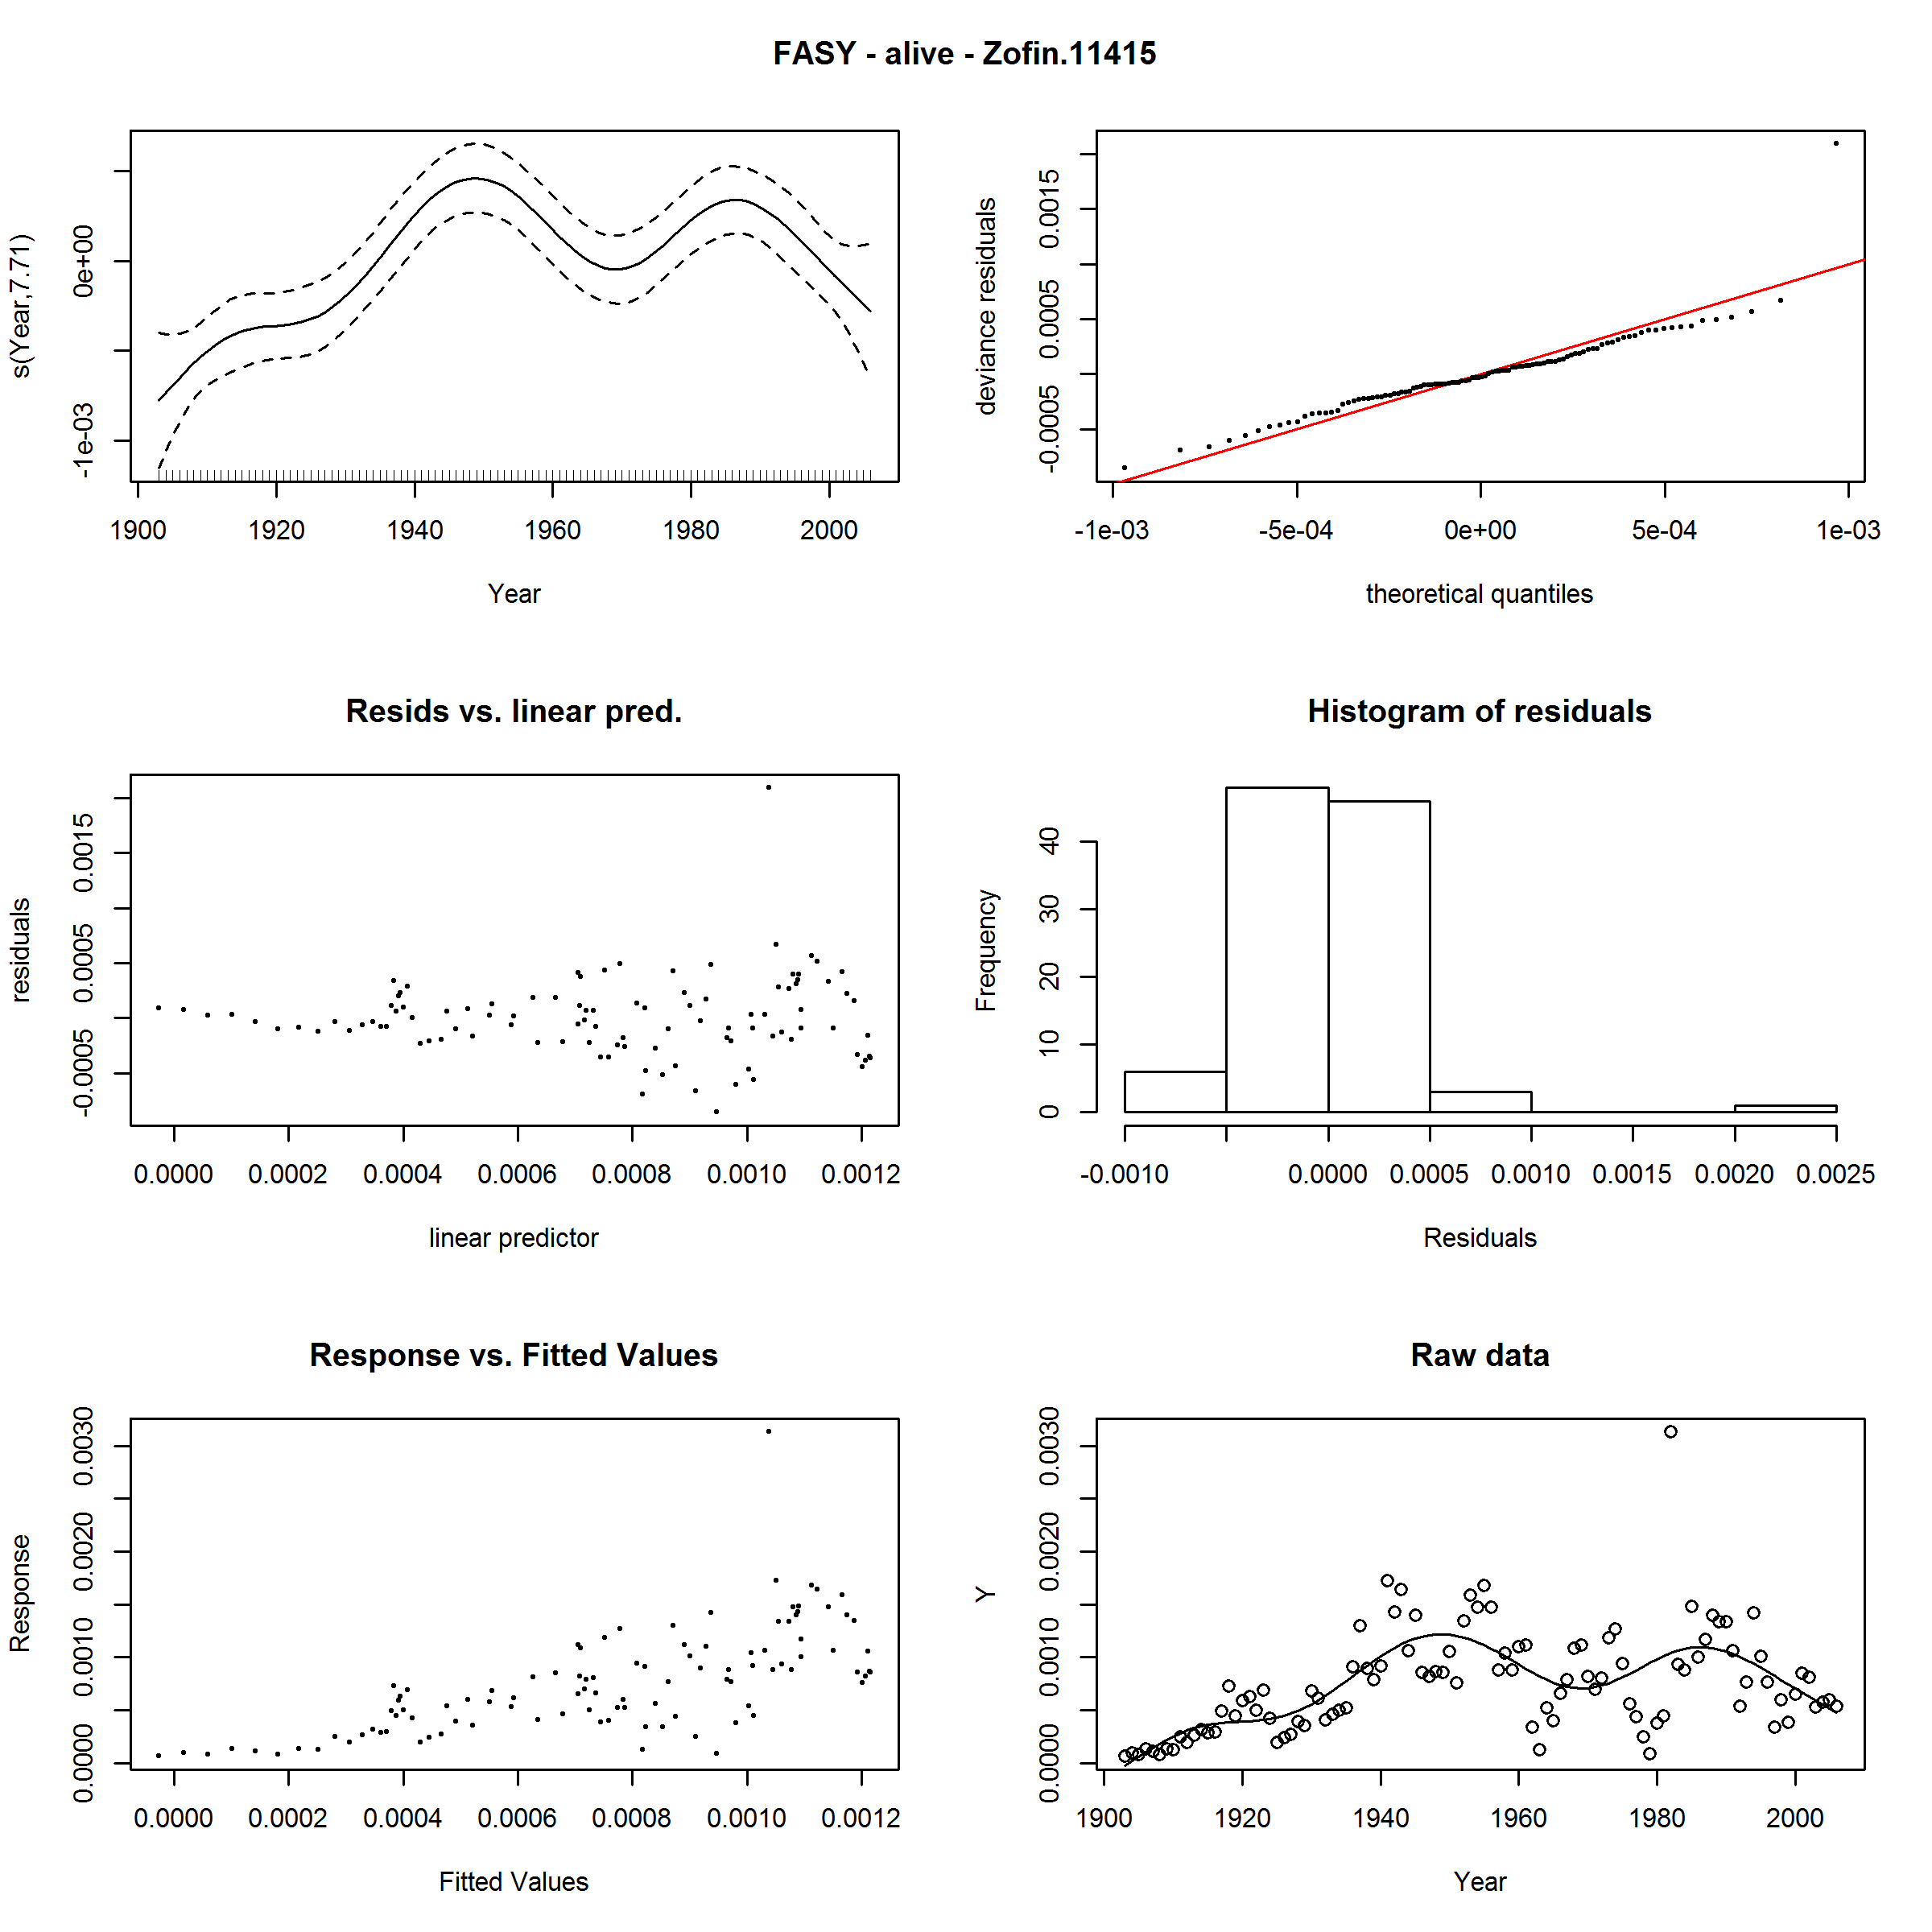 FASY - alive - Zofin.11415
s(Year,7.71)
0e+00
-1e-03
1900 1920 1940 1960 1980 2000
Year
deviance residuals
0.0015
0.0005
-0.0005
-1e-03 -5e-04 0e+00 5e-04 1e-03
theoretical quantiles
Resids vs. linear pred.
residuals
0.0015
0.0005
-0.0005
0.0000 0.0002 0.0004 0.0006 0.0008 0.0010 0.0012
linear predictor
Histogram of residuals
Frequency
40
30
20
10
0
-0.0010 0.0000 0.0005 0.0010 0.0015 0.0020 0.0025
Residuals
Response vs. Fitted Values
Response
0.0030
0.0020
0.0010
0.0000
0.0000 0.0002 0.0004 0.0006 0.0008 0.0010 0.0012
Fitted Values
Raw data
Y
0.0030
0.0020
0.0010
0.0000
1900 1920 1940 1960 1980 2000
Year